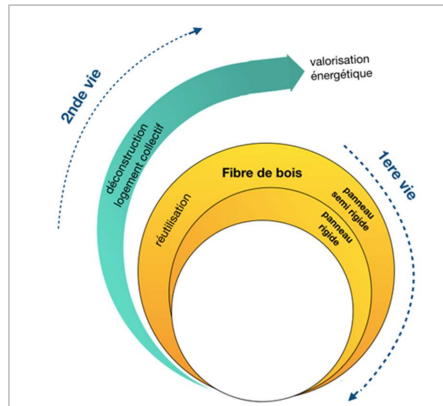 2nde vie
valorisation
énergétique
déconstruction
logement collectif
1ere vie
Fibre de bois
réutilisation
panneau
semi rigide
panneau
rigide